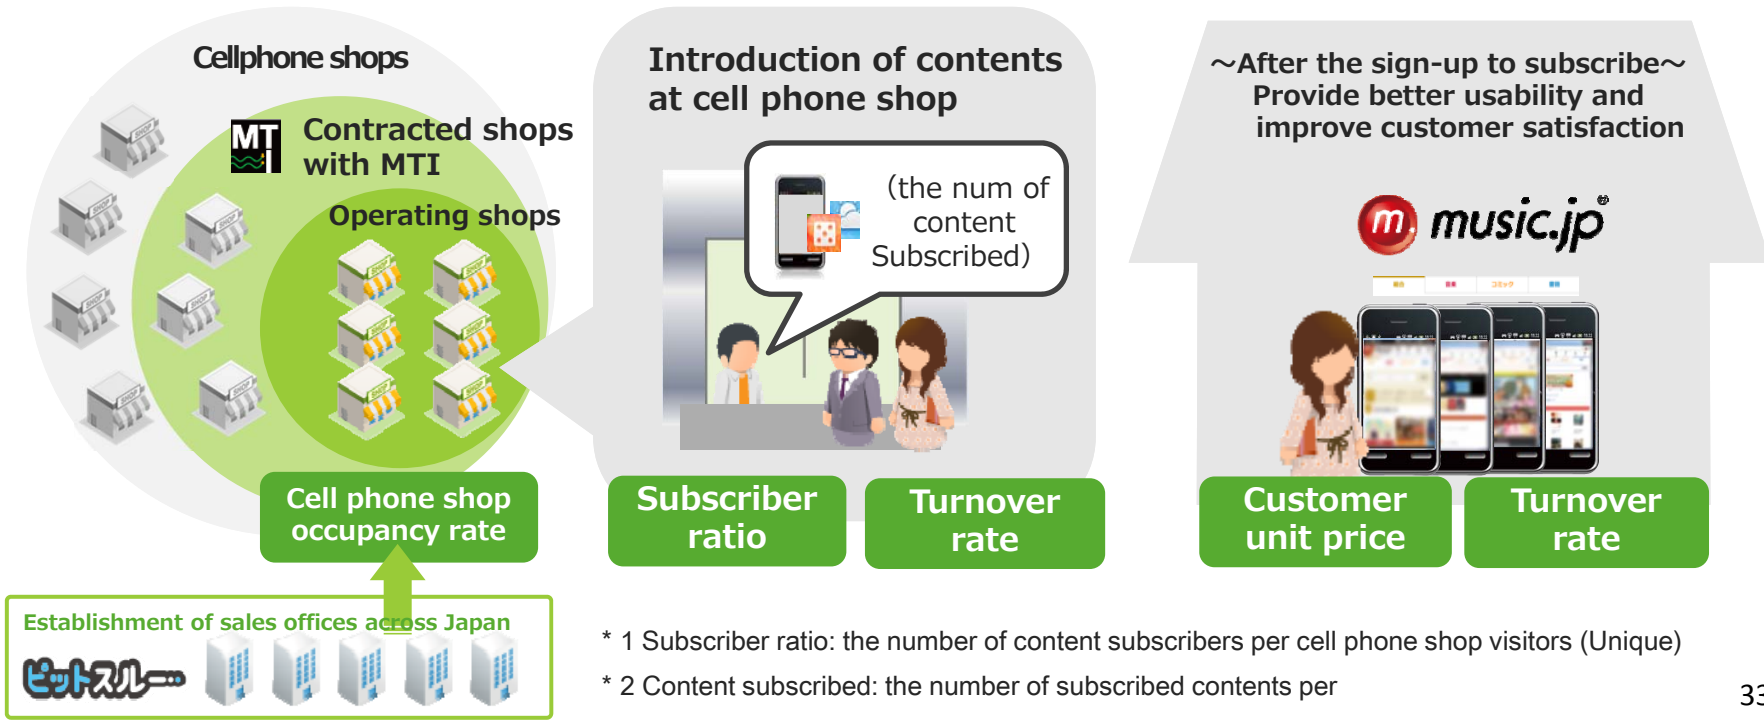 Cellphone shops
MTI
Contracted shops
with MTI
Operating shops
Cell phone shop
occupancy rate
Establishment of sales offices across Japan
ピットスルー
Introduction of contents
at cell phone shop
（the num of
content
Subscribed）
Subscriber
ratio
Turnover
rate
～After the sign-up to subscribe～
Provide better usability and
improve customer satisfaction
m. music.jp®
コミック
Customer
unit price
Turnover
rate
* 1 Subscriber ratio: the number of content subscribers per cell phone shop visitors (Unique)
* 2 Content subscribed: the number of subscribed contents per
33